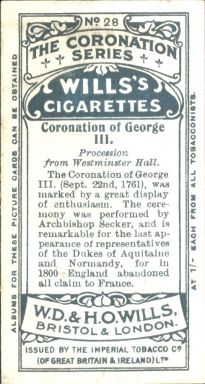 No 28
THE CORONATION
SERIES
WILLS'S
CIGARETTES
Coronation of George
III.
Procession
from Westminster Hall.
The Coronation of George
III. (Sept. 22nd, 1761), was
marked by a great display
of enthusiasm. The cere-
mony was performed by
Archbishop Secker, and is
remarkable for the last ap-
pearance of representatives
of the Dukes of Aquitaine
and Normandy, for in
1800 England abandoned
all claim to France.
W.D. & H.O. WILLS,
BRISTOL & LONDON.
ISSUED BY THE IMPERIAL TOBACCO Co
(OF GREAT BRITAIN & IRELAND) LTD
ALBUMS FOR THESE PICTURE CARDS CAN BE OBTAINED
AT 1/- EACH FROM ALL TOBACCONISTS.